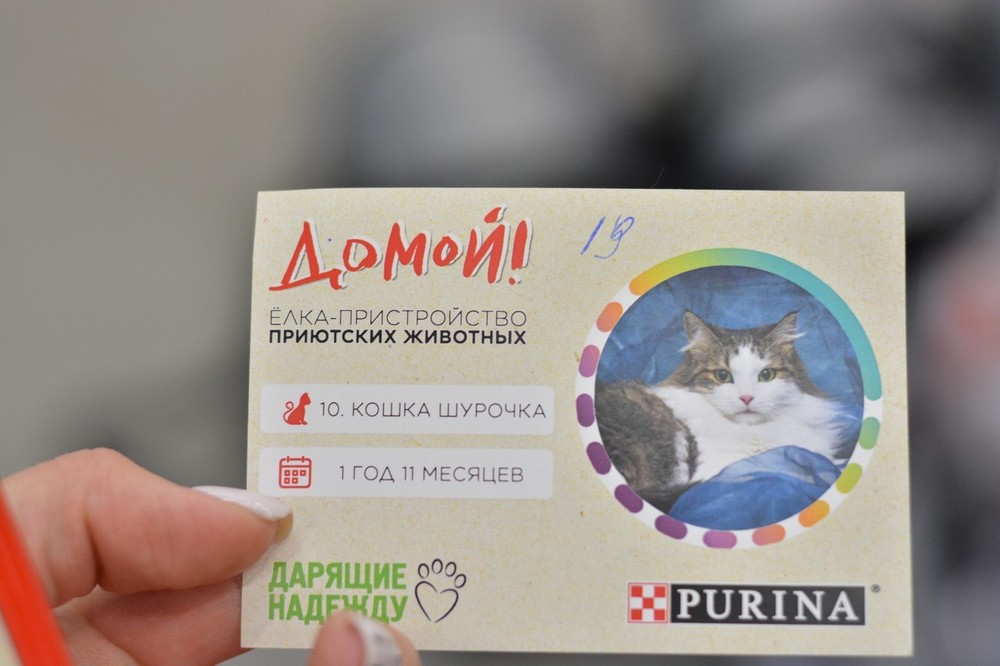 ДОМОЙ!
19
ЁЛКА-ПРИСТРОЙСТВО
ПРИЮТСКИХ ЖИВОТНЫХ
10. КОШКА ШУРОЧКА
1 ГОД 11 МЕСЯЦЕВ
ДАРЯЩИЕ
НАДЕЖДУ
PURINA®